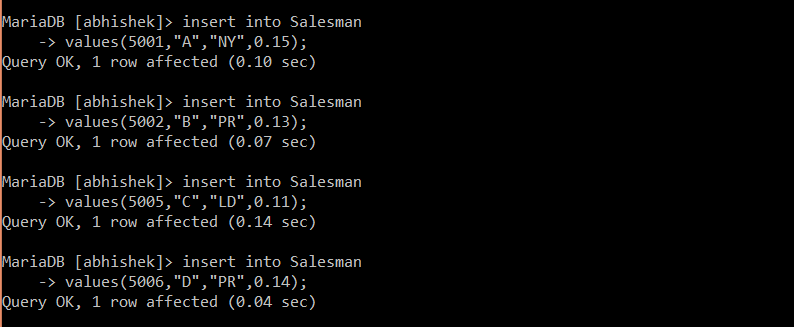 MariaDB [abhishek]> insert into Salesman
    -> values(5001,"A","NY",0.15);
Query OK, 1 row affected (0.10 sec)
MariaDB [abhishek]> insert into Salesman
    -> values(5002,"B","PR",0.13);
Query OK, 1 row affected (0.07 sec)
MariaDB [abhishek]> insert into Salesman
    -> values(5005,"C","LD",0.11);
Query OK, 1 row affected (0.14 sec)
MariaDB [abhishek]> insert into Salesman
    -> values(5006,"D","PR",0.14);
Query OK, 1 row affected (0.04 sec)